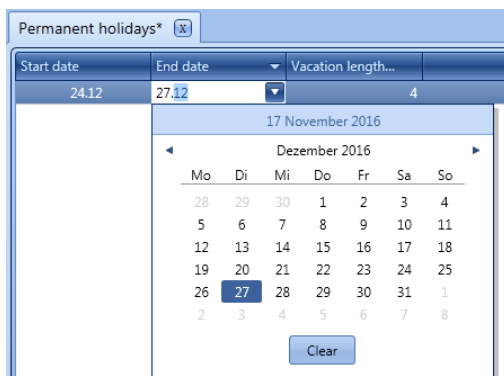 Permanent holidays* x
Start date End date Vacation length...
24.12 27.12 4
17 November 2016
Dezember 2016
Mo Di Mi Do Fr Sa So
28 29 30 1 2 3 4
5 6 7 8 9 10 11
12 13 14 15 16 17 18
19 20 21 22 23 24 25
26 27 28 29 30 31 1
2 3 4 5 6 7 8
Clear